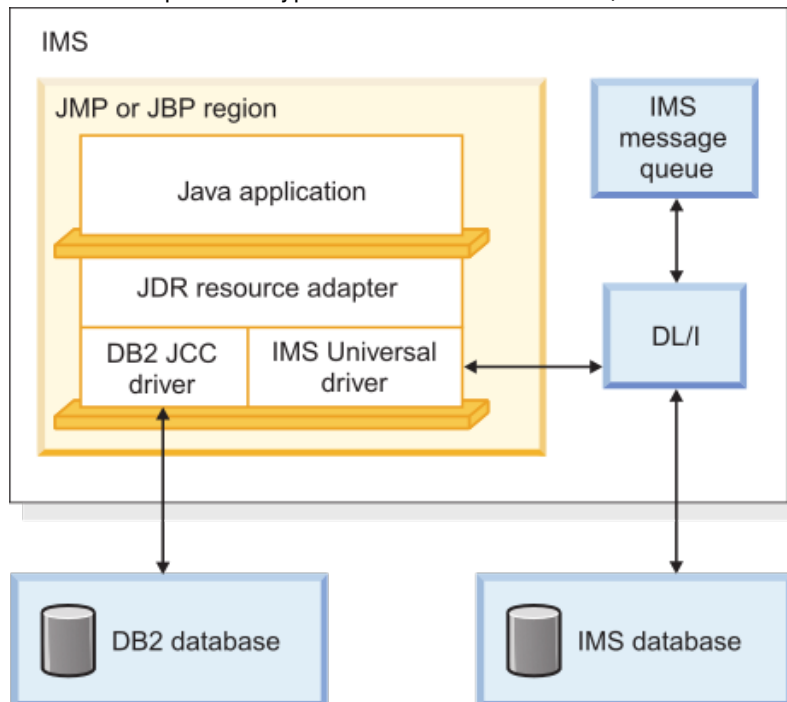 IMS
JMP or JBP region
Java application
JDR resource adapter
DB2 JCC
driver
IMS Universal
driver
IMS
message
queue
DL/I
DB2 database
IMS database